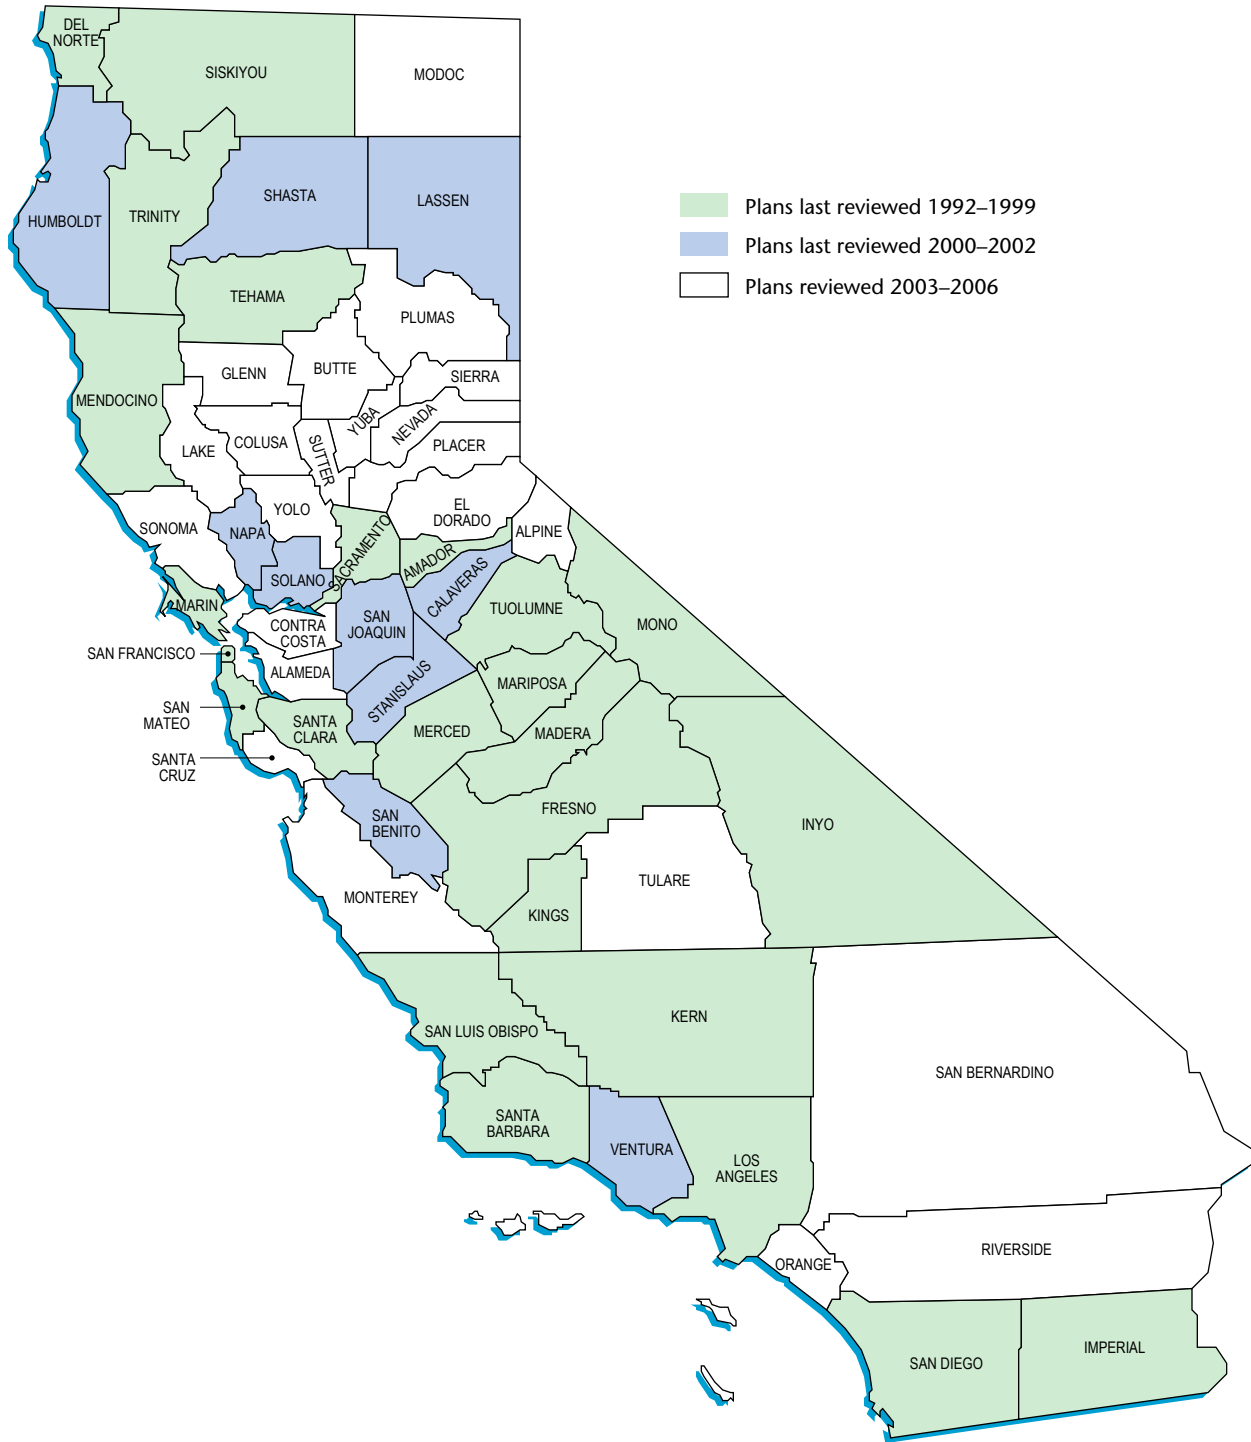 DEL
NORTE
SISKIYOU
MODOC
HUMBOLDT
TRINITY
SHASTA
LASSEN
Plans last reviewed 1992–1999
Plans last reviewed 2000–2002
Plans reviewed 2003–2006
TEHAMA
PLUMAS
GLENN
BUTTE
SIERRA
MENDOCINO
LAKE
COLUSA
SUTTER
YUBA
NEVADA
PLACER
SONOMA
NAPA
YOLO
EL
DORADO
ALPINE
SOLANO
SACRAMENTO
AMADOR
CALAVERAS
MARIN
CONTRA
COSTA
SAN
JOAQUIN
TUOLUMNE
MONO
SAN FRANCISCO
ALAMEDA
STANISLAUS
MARIPOSA
SAN
MATEO
SANTA
CLARA
MERCED
MADERA
SANTA
CRUZ
SAN
BENITO
FRESNO
INYO
MONTEREY
KINGS
TULARE
SAN LUIS OBISPO
KERN
SAN BERNARDINO
SANTA
BARBARA
VENTURA
LOS
ANGELES
ORANGE
RIVERSIDE
SAN DIEGO
IMPERIAL